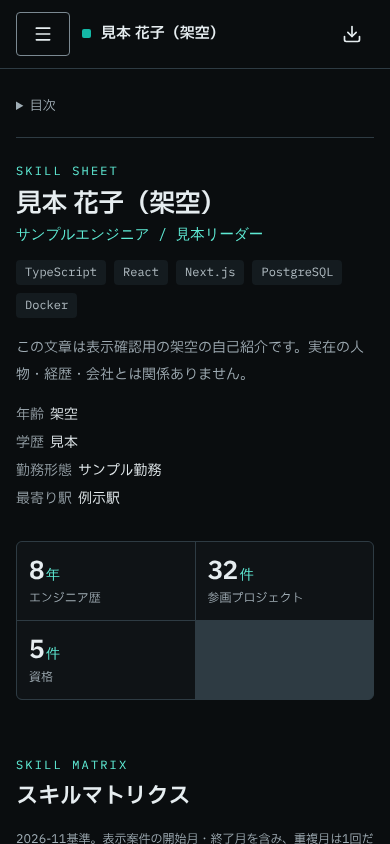 見本 花子（架空）
目次
SKILL SHEET
見本 花子（架空）
サンプルエンジニア / 見本リーダー
TypeScript React Next.js PostgreSQL
Docker
この文章は表示確認用の架空の自己紹介です。実在の人
物・経歴・会社とは関係ありません。
年齢 架空
学歴 見本
勤務形態 サンプル勤務
最寄り駅 例示駅
8年 32件
エンジニア歴 参画プロジェクト
5件
資格
SKILL MATRIX
スキルマトリクス
2026-11基準。表示案件の開始月・終了月を含み、重複月は1回だ